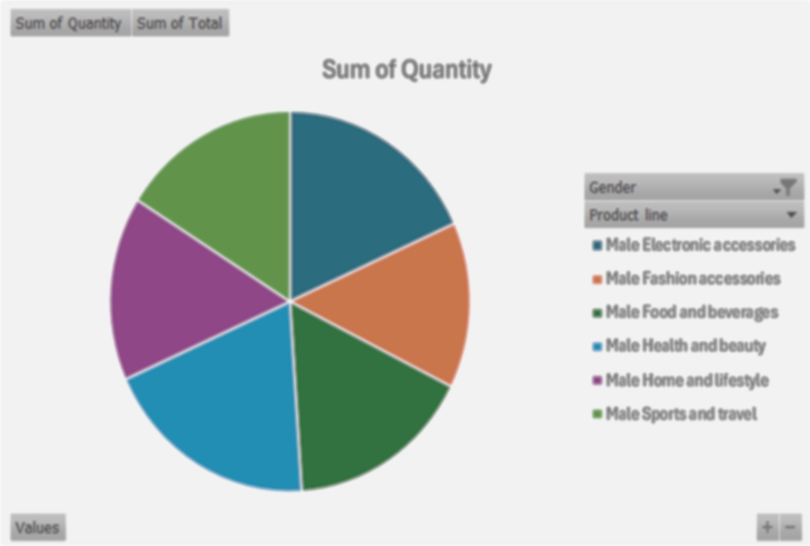 Sum of Quantity Sum of Total
Sum of Quantity
Gender
Product line
Male Electronic accessories
Male Fashion accessories
Male Food and beverages
Male Health and beauty
Male Home and lifestyle
Male Sports and travel
Values
+ -